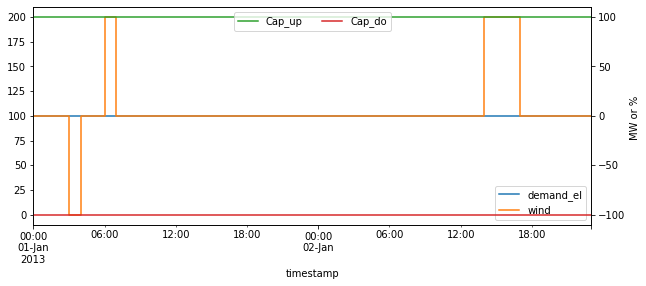 200
175
150
125
100
75
50
25
0
Cap_up Cap_do
100
50
0
−50
−100
MW or %
demand_el
wind
00:00 06:00 12:00 18:00 00:00 06:00 12:00 18:00
01-Jan 02-Jan
2013
timestamp